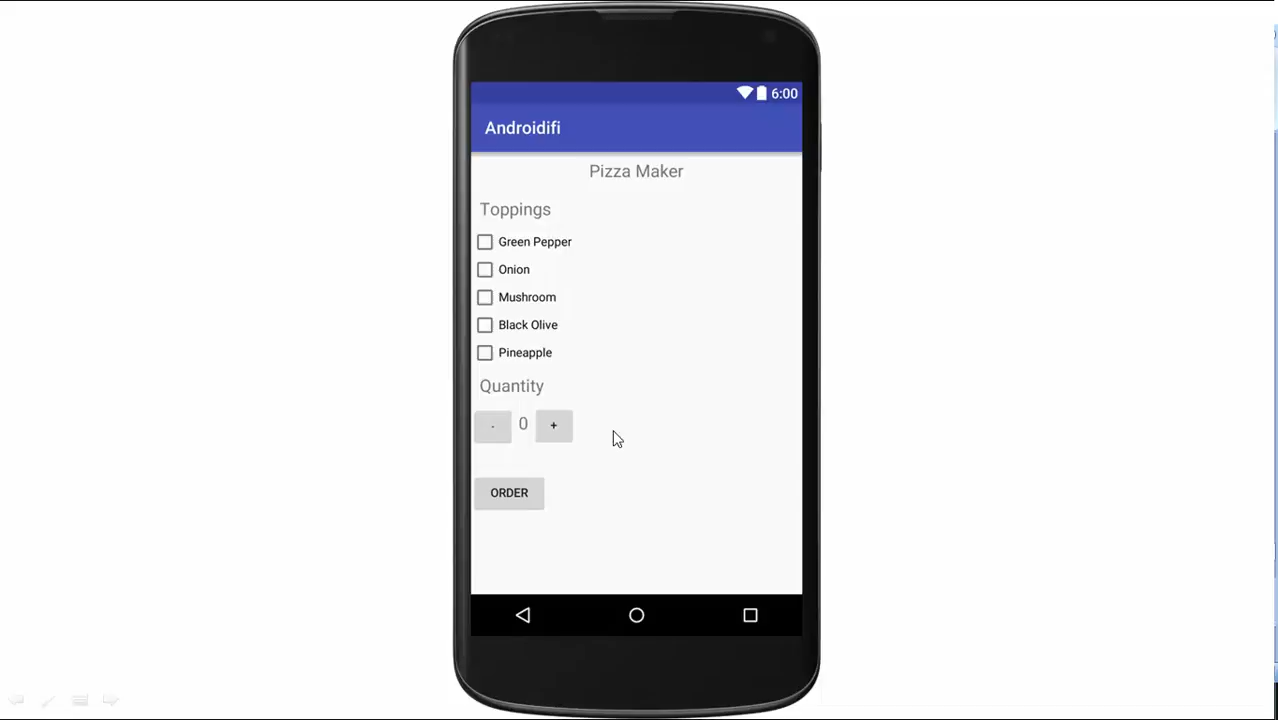 6:00
Androidifi
Pizza Maker
Toppings
Green Pepper
Onion
Mushroom
Black Olive
Pineapple
Quantity
- 0 +
ORDER